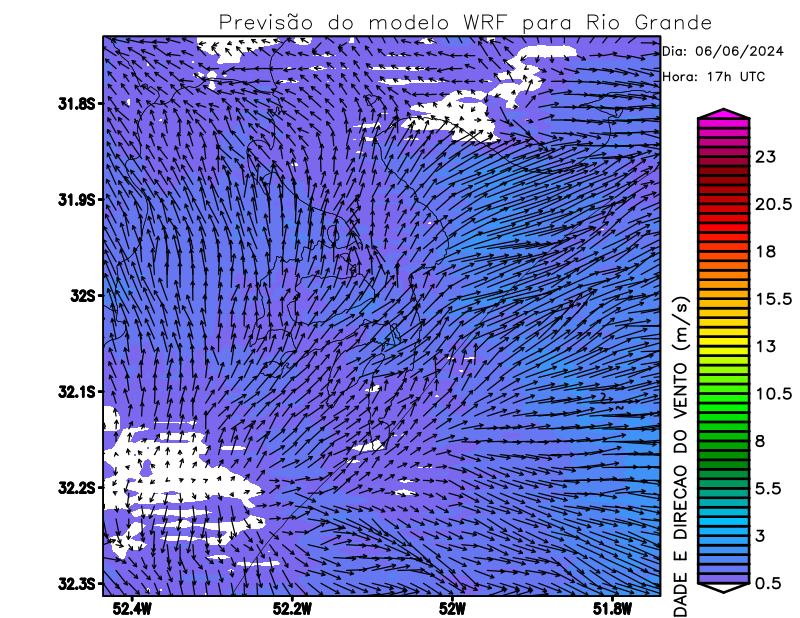 Previsão do modelo WRF para Rio Grande
Dia: 06/06/2024
Hora: 17h UTC
31.8S
31.9S
32S
32.1S
32.2S
32.3S
52.4W
52.2W
52W
51.8W
DADE E DIRECAO DO VENTO (m/s)
23
20.5
18
15.5
13
10.5
8
5.5
3
0.5